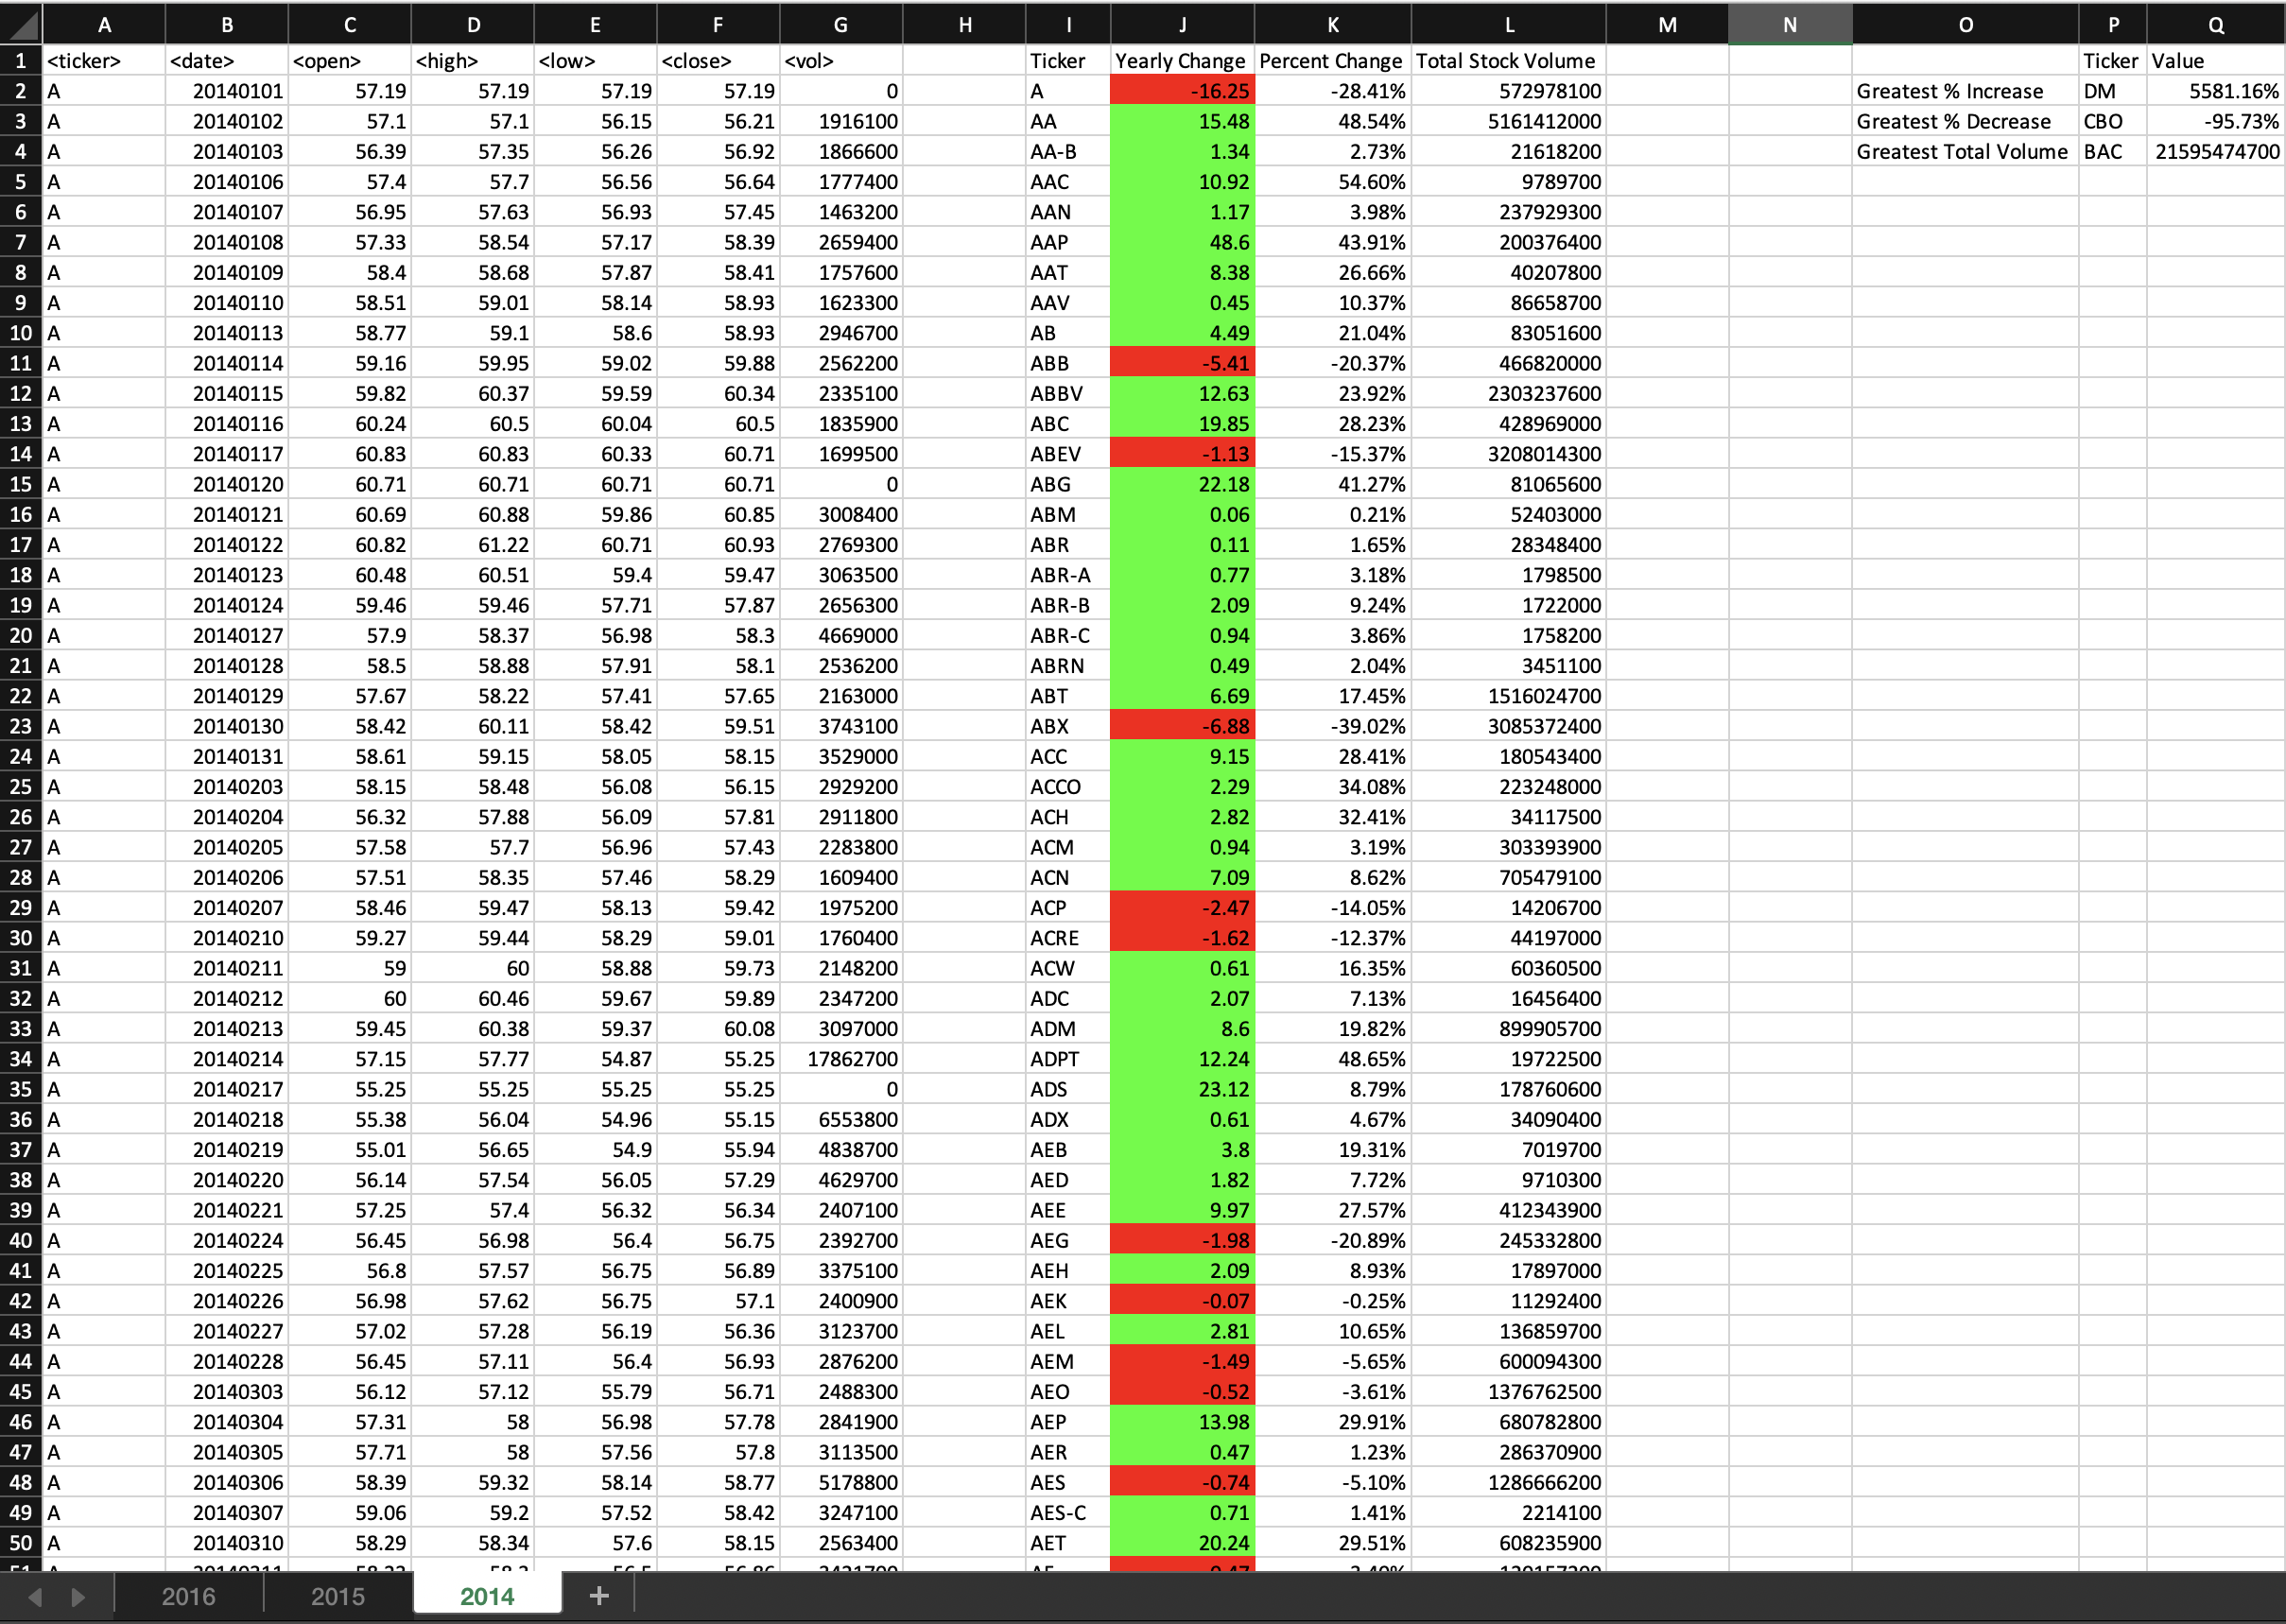 A B C D E F G H I J K L M N O P Q
1 <ticker> <date> <open> <high> <low> <close> <vol> Ticker Yearly Change Percent Change Total Stock Volume Ticker Value
2 A 20140101 57.19 57.19 57.19 57.19 0 A -16.25 -28.41% 572978100 Greatest % Increase DM 5581.16%
3 A 20140102 57.1 57.1 56.15 56.21 1916100 AA 15.48 48.54% 5161412000 Greatest % Decrease CBO -95.73%
4 A 20140103 56.39 57.35 56.26 56.92 1866600 AA-B 1.34 2.73% 21618200 Greatest Total Volume BAC 21595474700
5 A 20140106 57.4 57.7 56.56 56.64 1777400 AAC 10.92 54.60% 9789700
6 A 20140107 56.95 57.63 56.93 57.45 1463200 AAN 1.17 3.98% 237929300
7 A 20140108 57.33 58.54 57.17 58.39 2659400 AAP 48.6 43.91% 200376400
8 A 20140109 58.4 58.68 57.87 58.41 1757600 AAT 8.38 26.66% 40207800
9 A 20140110 58.51 59.01 58.14 58.93 1623300 AAV 0.45 10.37% 86658700
10 A 20140113 58.77 59.1 58.6 58.93 2946700 AB 4.49 21.04% 83051600
11 A 20140114 59.16 59.95 59.02 59.88 2562200 ABB -5.41 -20.37% 466820000
12 A 20140115 59.82 60.37 59.59 60.34 2335100 ABBV 12.63 23.92% 2303237600
13 A 20140116 60.24 60.5 60.04 60.5 1835900 ABC 19.85 28.23% 428969000
14 A 20140117 60.83 60.83 60.33 60.71 1699500 ABEV -1.13 -15.37% 3208014300
15 A 20140120 60.71 60.71 60.71 60.71 0 ABG 22.18 41.27% 81065600
16 A 20140121 60.69 60.88 59.86 60.85 3008400 ABM 0.06 0.21% 52403000
17 A 20140122 60.82 61.22 60.71 60.93 2769300 ABR 0.11 1.65% 28348400
18 A 20140123 60.48 60.51 59.4 59.47 3063500 ABR-A 0.77 3.18% 1798500
19 A 20140124 59.46 59.46 57.71 57.87 2656300 ABR-B 2.09 9.24% 1722000
20 A 20140127 57.9 58.37 56.98 58.3 4669000 ABR-C 0.94 3.86% 1758200
21 A 20140128 58.5 58.88 57.91 58.1 2536200 ABRN 0.49 2.04% 3451100
22 A 20140129 57.67 58.22 57.41 57.65 2163000 ABT 6.69 17.45% 1516024700
23 A 20140130 58.42 60.11 58.42 59.51 3743100 ABX -6.88 -39.02% 3085372400
24 A 20140131 58.61 59.15 58.05 58.15 3529000 ACC 9.15 28.41% 180543400
25 A 20140203 58.15 58.48 56.08 56.15 2929200 ACCO 2.29 34.08% 223248000
26 A 20140204 56.32 57.88 56.09 57.81 2911800 ACH 2.82 32.41% 34117500
27 A 20140205 57.58 57.7 56.96 57.43 2283800 ACM 0.94 3.19% 303393900
28 A 20140206 57.51 58.35 57.46 58.29 1609400 ACN 7.09 8.62% 705479100
29 A 20140207 58.46 59.47 58.13 59.42 1975200 ACP -2.47 -14.05% 14206700
30 A 20140210 59.27 59.44 58.29 59.01 1760400 ACRE -1.62 -12.37% 44197000
31 A 20140211 59 60 58.88 59.73 2148200 ACW 0.61 16.35% 60360500
32 A 20140212 60 60.46 59.67 59.89 2347200 ADC 2.07 7.13% 16456400
33 A 20140213 59.45 60.38 59.37 60.08 3097000 ADM 8.6 19.82% 899905700
34 A 20140214 57.15 57.77 54.87 55.25 17862700 ADPT 12.24 48.65% 19722500
35 A 20140217 55.25 55.25 55.25 55.25 0 ADS 23.12 8.79% 178760600
36 A 20140218 55.38 56.04 54.96 55.15 6553800 ADX 0.61 4.67% 34090400
37 A 20140219 55.01 56.65 54.9 55.94 4838700 AEB 3.8 19.31% 7019700
38 A 20140220 56.14 57.54 56.05 57.29 4629700 AED 1.82 7.72% 9710300
39 A 20140221 57.25 57.4 56.32 56.34 2407100 AEE 9.97 27.57% 412343900
40 A 20140224 56.45 56.98 56.4 56.75 2392700 AEG -1.98 -20.89% 245332800
41 A 20140225 56.8 57.57 56.75 56.89 3375100 AEH 2.09 8.93% 17897000
42 A 20140226 56.98 57.62 56.75 57.1 2400900 AEK -0.07 -0.25% 11292400
43 A 20140227 57.02 57.28 56.19 56.36 3123700 AEL 2.81 10.65% 136859700
44 A 20140228 56.45 57.11 56.4 56.93 2876200 AEM -1.49 -5.65% 600094300
45 A 20140303 56.12 57.12 55.79 56.71 2488300 AEO -0.52 -3.61% 1376762500
46 A 20140304 57.31 58 56.98 57.78 2841900 AEP 13.98 29.91% 680782800
47 A 20140305 57.71 58 57.56 57.8 3113500 AER 0.47 1.23% 286370900
48 A 20140306 58.39 59.32 58.14 58.77 5178800 AES -0.74 -5.10% 1286666200
49 A 20140307 59.06 59.2 57.52 58.42 3247100 AES-C 0.71 1.41% 2214100
50 A 20140310 58.29 58.34 57.6 58.15 2563400 AET 20.24 29.51% 608235900
2016 2015 2014 +